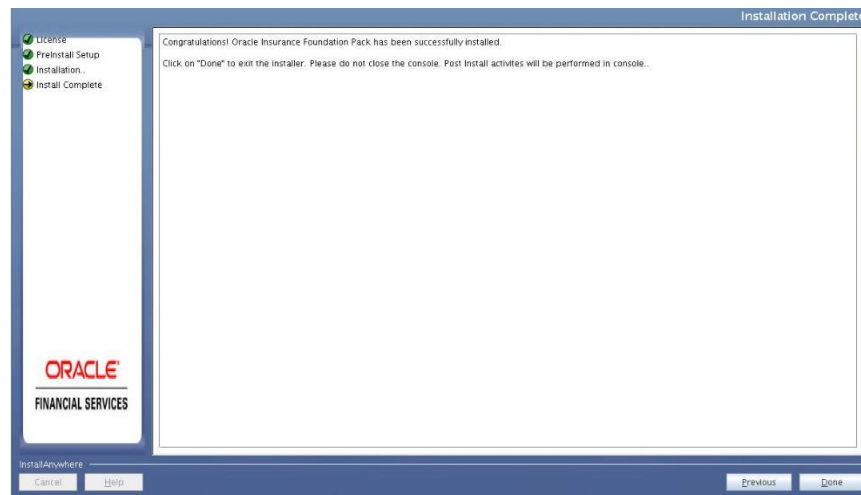 Installation Complete
License
PreInstall Setup
Installation..
Install Complete
Congratulations! Oracle Insurance Foundation Pack has been successfully installed.
Click on "Done" to exit the installer. Please do not close the console. Post Install activites will be performed in console..
ORACLE
FINANCIAL SERVICES
InstallAnywhere
Cancel
Help
Previous
Done